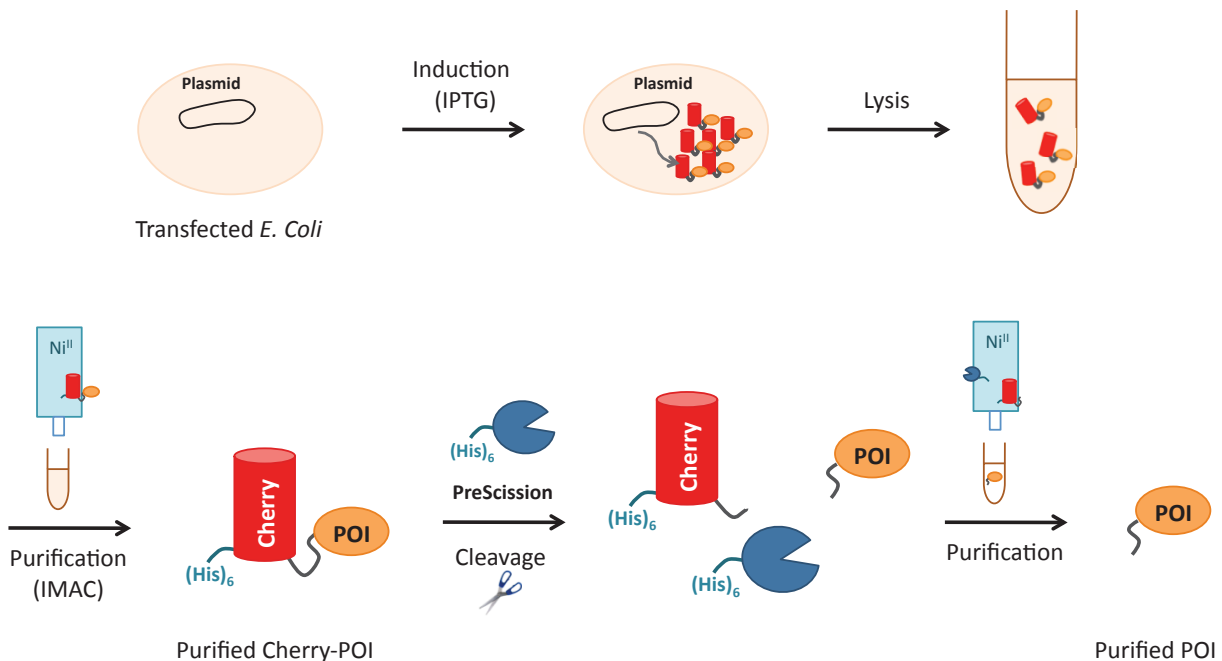 Plasmid
Induction
(IPTG)
Plasmid
Lysis
Transfected E. Coli
Ni^II
Purification
(IMAC)
Cherry
POI
(His)₆
Purified Cherry-POI
(His)₆
PreScission
Cleavage
Cherry
(His)₆
POI
(His)₆
Ni^II
Purification
POI
Purified POI